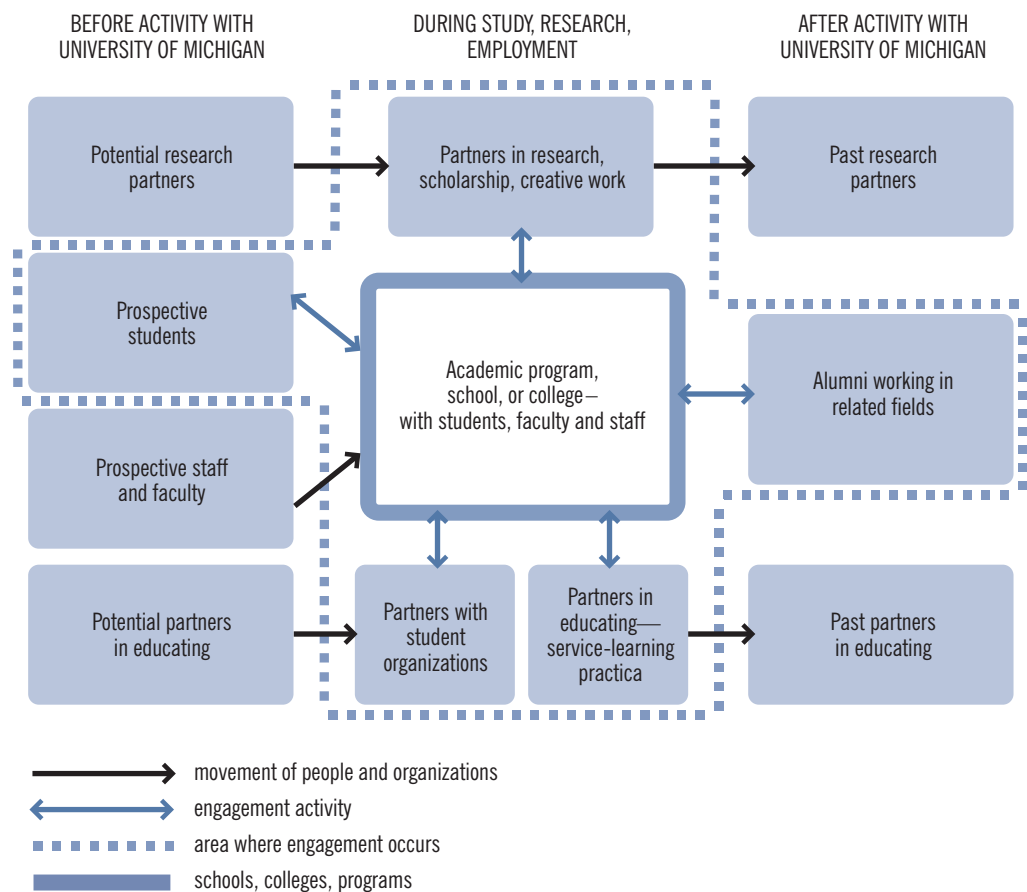 BEFORE ACTIVITY WITH
UNIVERSITY OF MICHIGAN
DURING STUDY, RESEARCH,
EMPLOYMENT
AFTER ACTIVITY WITH
UNIVERSITY OF MICHIGAN
Potential research
partners
Partners in research,
scholarship, creative work
Past research
partners
Prospective
students
Academic program,
school, or college–
with students, faculty and staff
Alumni working in
related fields
Prospective staff
and faculty
Potential partners
in educating
Partners with
student
organizations
Partners in
educating—
service-learning
practica
Past partners
in educating
movement of people and organizations
engagement activity
area where engagement occurs
schools, colleges, programs